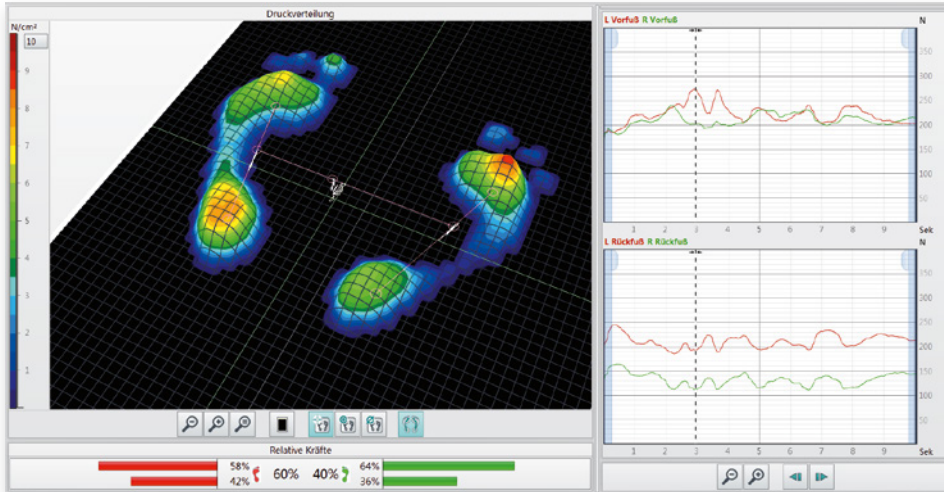 Druckverteilung
N/cm²
10
9
8
7
6
5
4
3
2
1
Relative Kräfte
58% 60% 40% 64%
42% 36%
L Vorfuß R Vorfuß N
250
200
150
100
50
1 2 3 4 5 6 7 8 9 Sek
L Rückfuß R Rückfuß N
250
200
150
100
50
1 2 3 4 5 6 7 8 9 Sek